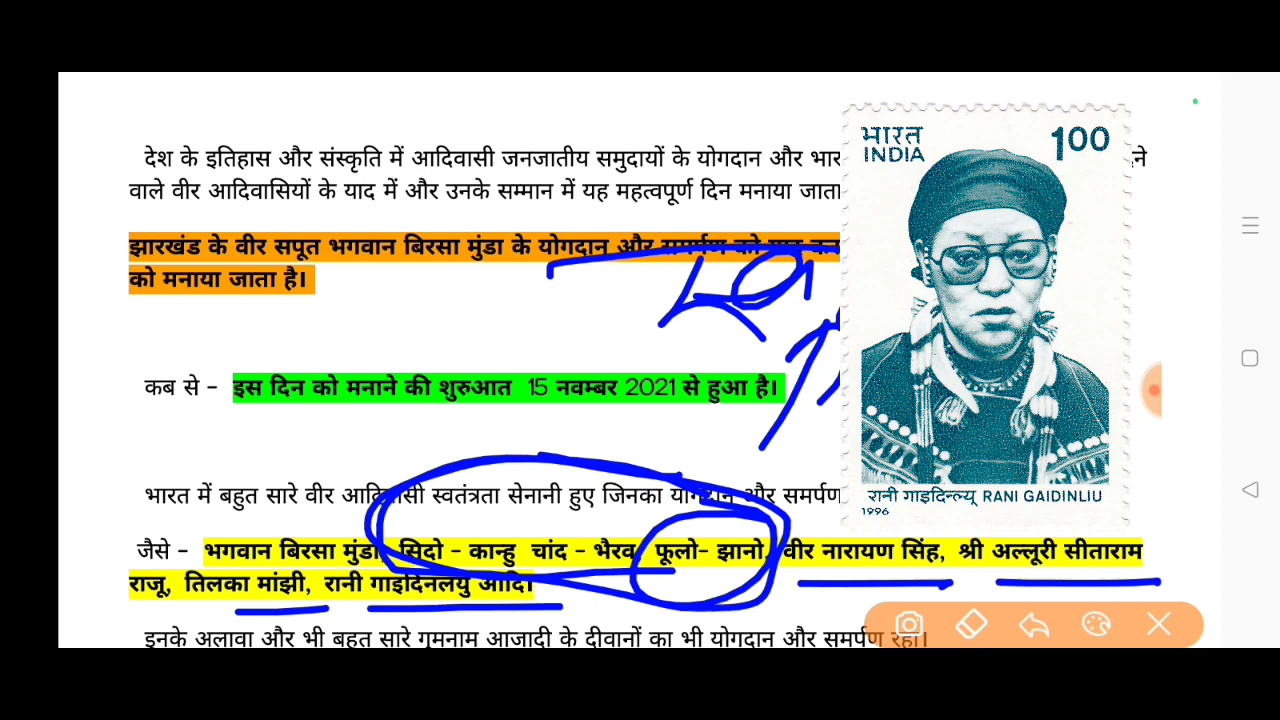 देश के इतिहास और संस्कृति में आदिवासी जनजातीय समुदायों के योगदान और
वाले वीर आदिवासियों के याद में और उनके सम्मान में यह महत्वपूर्ण दिन मनाया जाता
झारखंड के वीर सपूत भगवान बिरसा मुंडा के योगदान और समर्पण को याद
को मनाया जाता है।
कब से - इस दिन को मनाने की शुरुआत 15 नवम्बर 2021 से हुआ है।
भारत में बहुत सारे वीर आदिवासी स्वतंत्रता सेनानी हुए जिनका योगदान और समर्पण
जैसे - भगवान बिरसा मुंडा, सिदो - कान्हु चांद - भैरव, फूलो- झानो, वीर नारायण सिंह, श्री अल्लूरी सीताराम
राजू, तिलका मांझी, रानी गाइदिनलयु आदि।
इनके अलावा और भी बहुत सारे गुमनाम आजादी के दीवानों का भी योगदान और समर्पण रहा।
भारत 100
INDIA
रानी गाइदिन्ल्यू RANI GAIDINLIU
1996